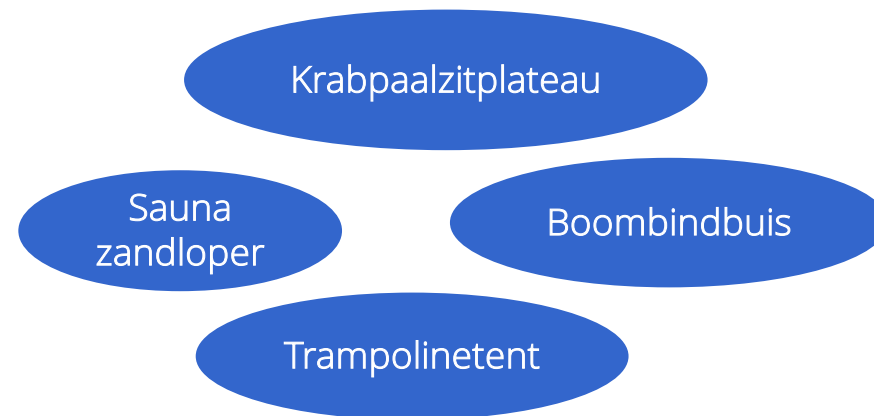 Krabpaalzitplateau
Sauna
zandloper
Boombindbuis
Trampolinetent